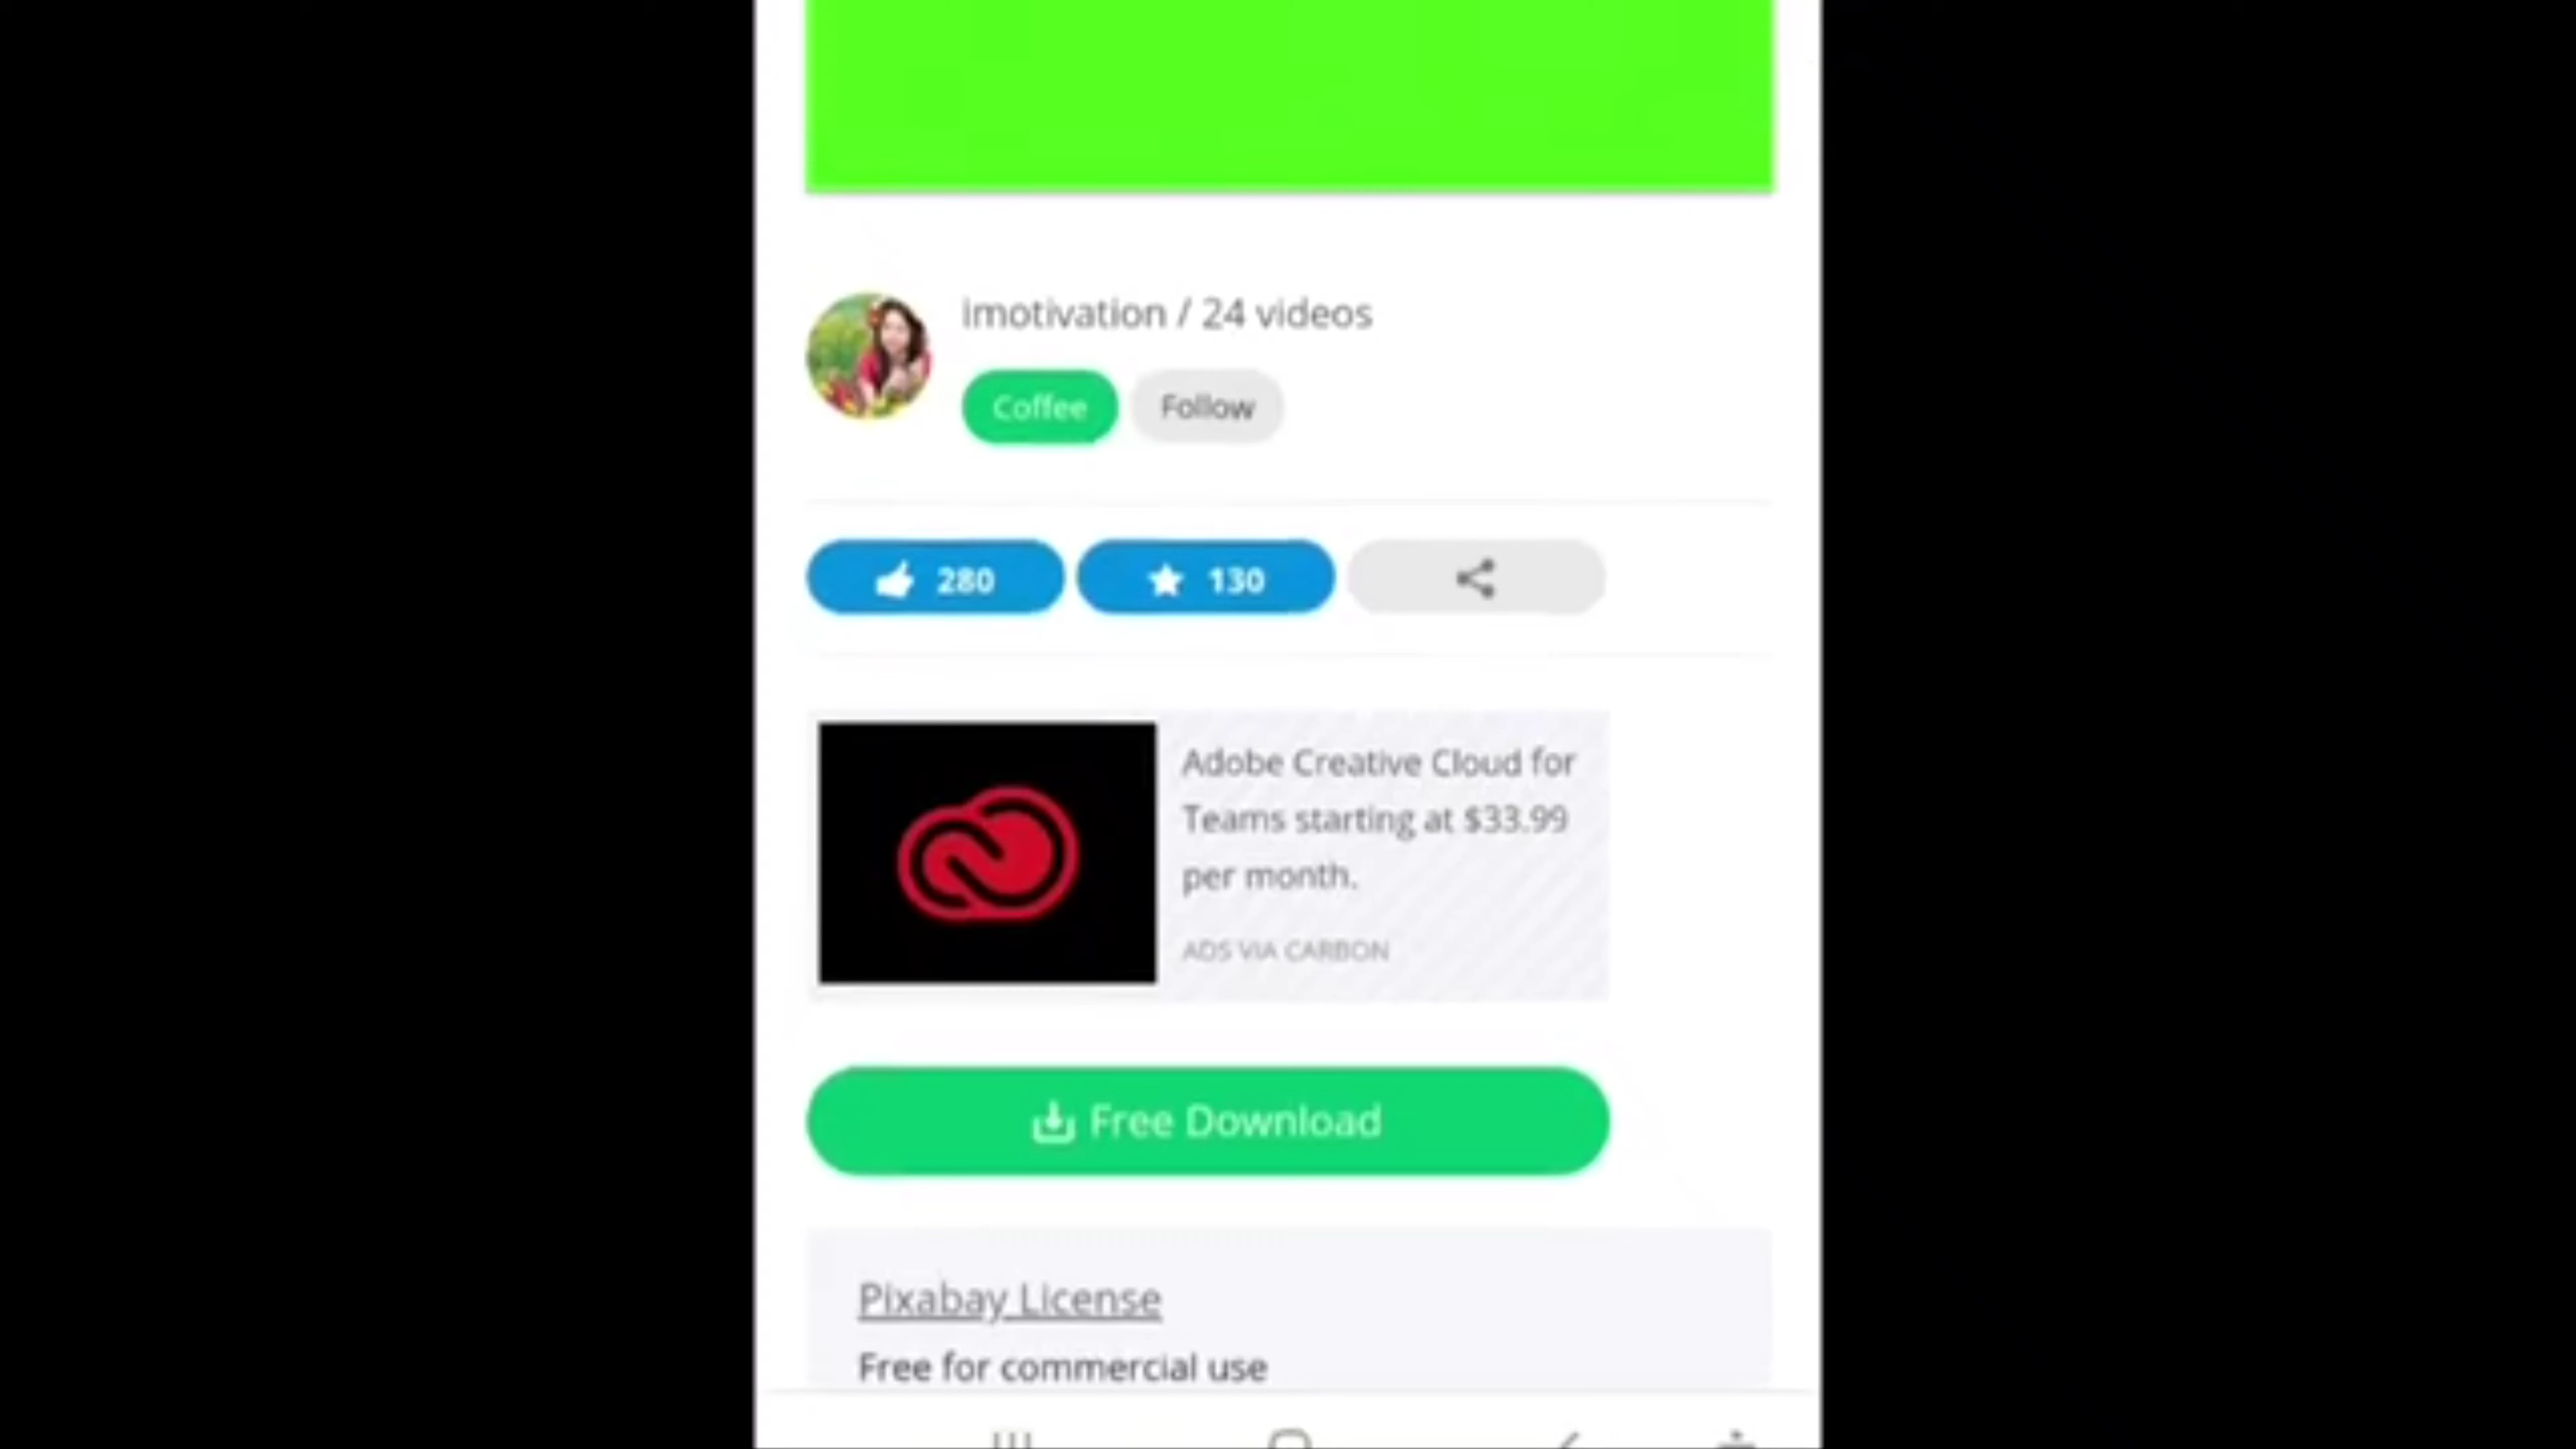 imotivation / 24 videos
Coffee
Follow
280
130
Adobe Creative Cloud for
Teams starting at $33.99
per month.
ADS VIA CARBON
Free Download
Pixabay License
Free for commercial use